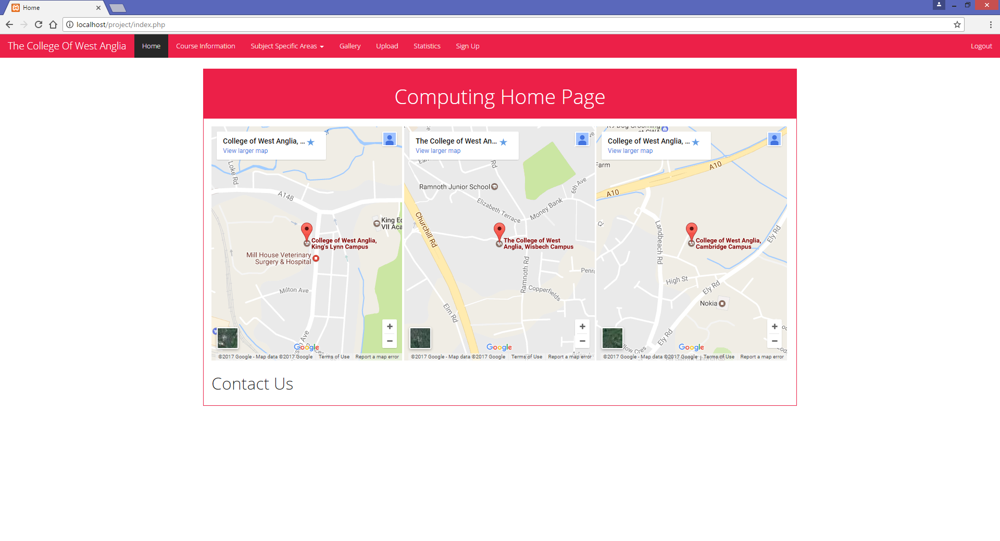 Home
localhost/project/index.php
The College Of West Anglia Home Course Information Subject Specific Areas Gallery Upload Statistics Sign Up Logout
Computing Home Page
College of West Anglia, ...
View larger map
Loke Rd
A148
King Ed
VII Aca
College of West Anglia,
King's Lynn Campus
Mill House Veterinary
Surgery & Hospital
Milton Ave
Google
©2017 Google - Map data ©2017 Google Terms of Use Report a map error
The College of West An...
View larger map
Rd
Ramnoth Junior School
6th Ave
Elizabeth Terrace
Money Bank
Churchill Rd
The College of West
Anglia, Wisbech Campus
Ramnoth Rd
Penro
Copperfields
Elm Rd
Google
©2017 Google - Map data ©2017 Google Terms of Use Report a map error
K9 Dog Grooming
at CWA
College of West Anglia, ...
View larger map
Farm
A10
A10
Landbeach Rd
Ely Rd
College of West Anglia,
Cambridge Campus
High St
Ely Rd
Nokia
Ely Rd
llow Cres
Google
©2017 Google - Map data ©2017 Google Terms of Use Report a map error
Contact Us